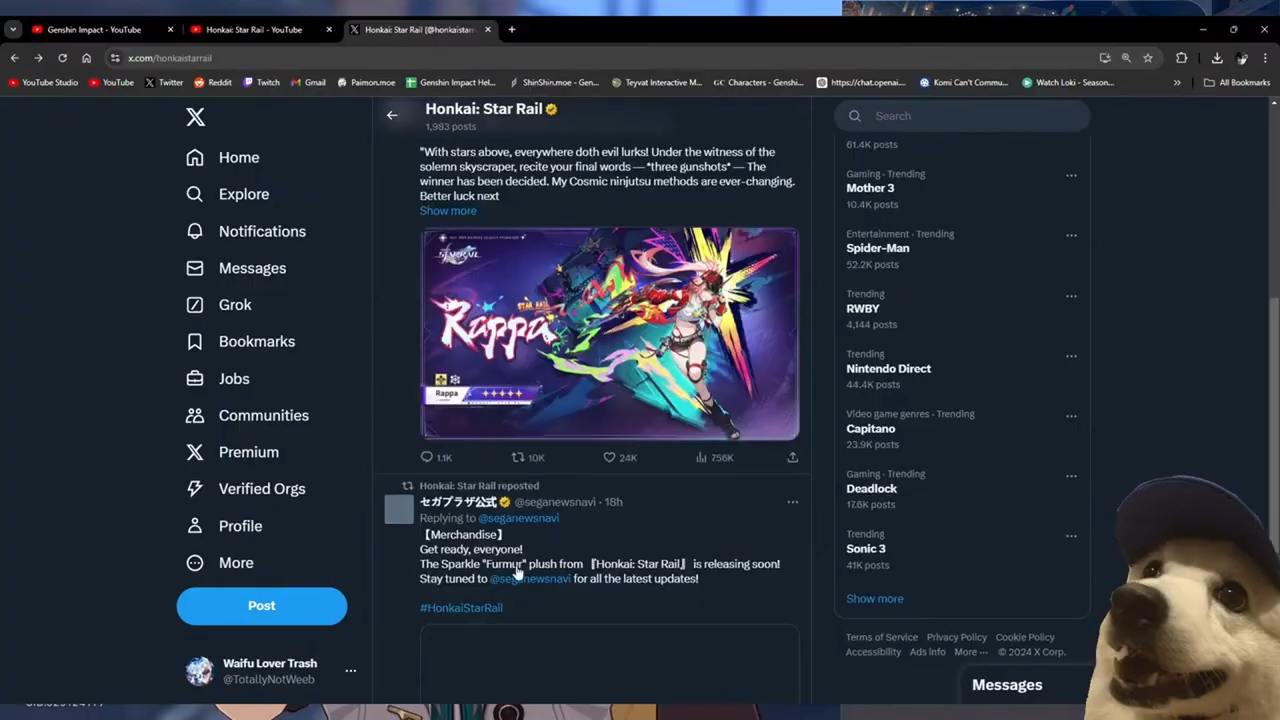 Genshin Impact - YouTube
Honkai: Star Rail - YouTube
Honkai: Star Rail (@honkaistarr
x.com/honkaistarrail
YouTube Studio
YouTube
Twitter
Reddit
Twitch
Gmail
Paimon.moe
Genshin Impact Hel...
ShinShin.moe - Gen...
Teyvat Interactive M...
GC Characters - Genshi...
https://chat.openai....
Komi Can't Commu...
Watch Loki - Season...
All Bookmarks
Home
Explore
Notifications
Messages
Grok
Bookmarks
Jobs
Communities
Premium
Verified Orgs
Profile
More
Post
Waifu Lover Trash
@TotallyNotWeeb
Honkai: Star Rail
1,983 posts
"With stars above, everywhere doth evil lurks! Under the witness of the
solemn skyscraper, recite your final words — *three gunshots* — The
winner has been decided. My Cosmic ninjutsu methods are ever-changing.
Better luck next
Show more
STAR RAIL
Rappa
STAR RAIL
Rappa
1.1K
10K
24K
756K
Honkai: Star Rail reposted
セガプラザ公式 @seganewsnavi · 18h
Replying to @seganewsnavi
【Merchandise】
Get ready, everyone!
The Sparkle "Furmur" plush from 『Honkai: Star Rail』 is releasing soon!
Stay tuned to @seganewsnavi for all the latest updates!
#HonkaiStarRail
Search
61.4K posts
Gaming · Trending
Mother 3
10.4K posts
Entertainment · Trending
Spider-Man
52.2K posts
Trending
RWBY
4,144 posts
Trending
Nintendo Direct
44.4K posts
Video game genres · Trending
Capitano
23.9K posts
Gaming · Trending
Deadlock
17.6K posts
Trending
Sonic 3
41K posts
Show more
Terms of Service Privacy Policy Cookie Policy
Accessibility Ads info More ··· © 2024 X Corp.
Messages